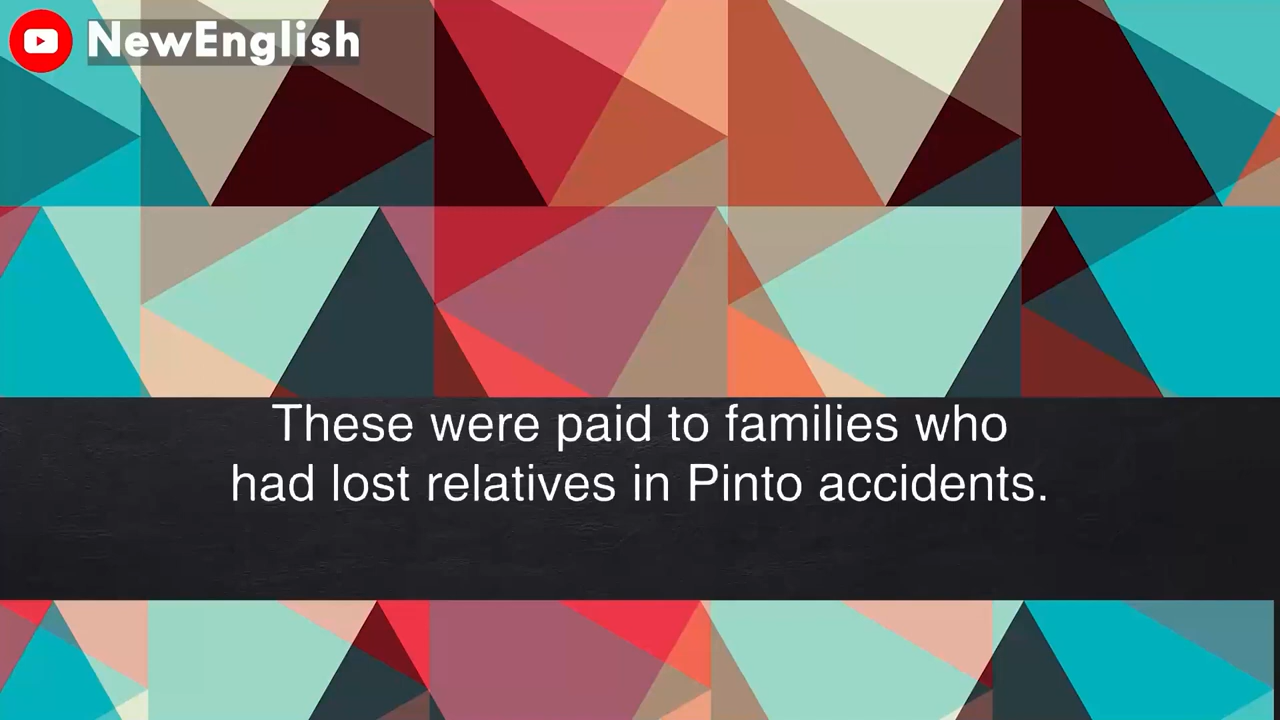 NewEnglish
These were paid to families who
had lost relatives in Pinto accidents.